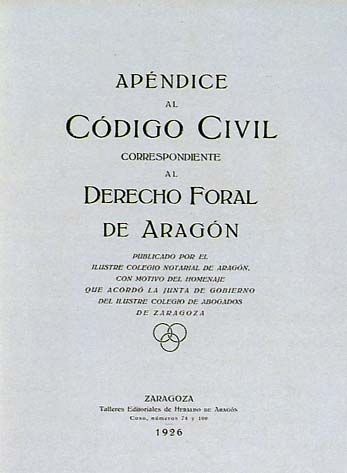 APÉNDICE
AL
CÓDIGO CIVIL
CORRESPONDIENTE
AL
DERECHO FORAL
DE ARAGÓN
PUBLICADO POR EL
ILUSTRE COLEGIO NOTARIAL DE ARAGÓN,
CON MOTIVO DEL HOMENAJE
QUE ACORDÓ LA JUNTA DE GOBIERNO
DEL ILUSTRE COLEGIO DE ABOGADOS
DE ZARAGOZA
ZARAGOZA
Talleres Editoriales de HERALDO DE ARAGÓN
Coso, números 74 y 100
1926